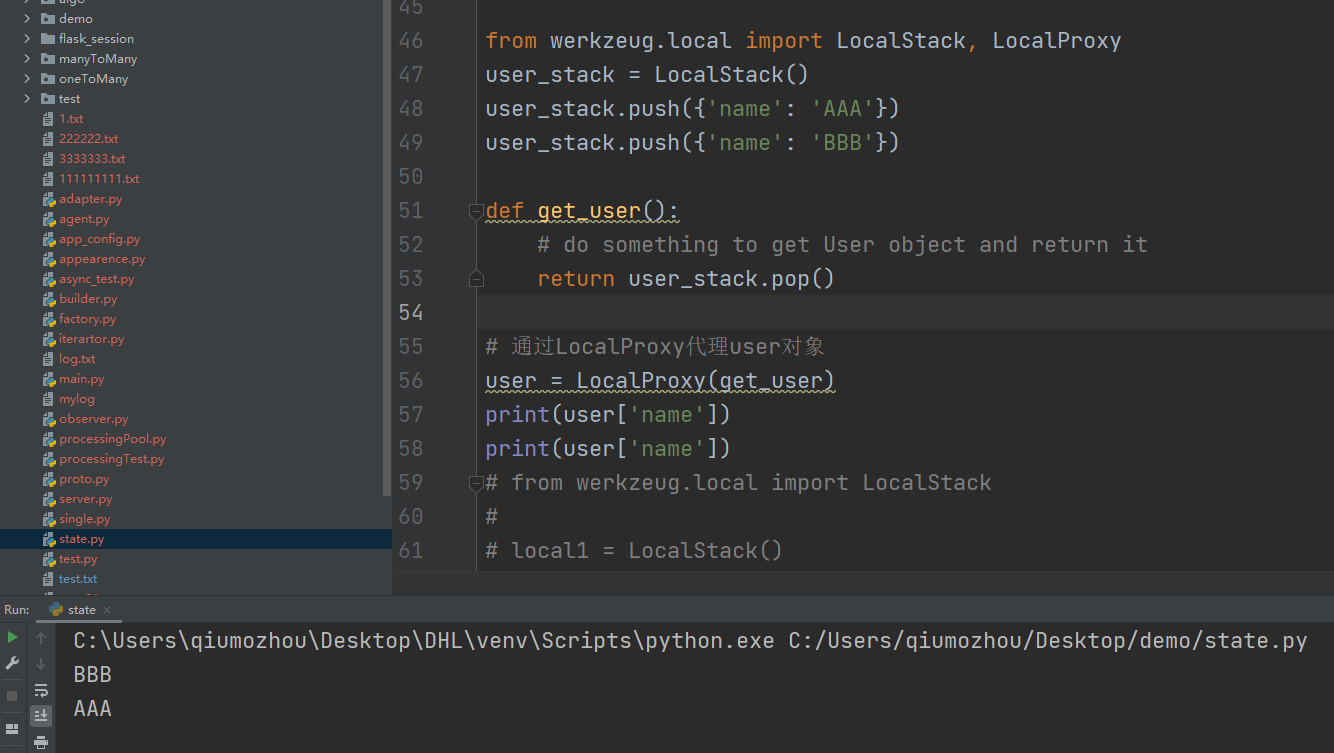 algo
demo
flask_session
manyToMany
oneToMany
test
1.txt
222222.txt
3333333.txt
111111111.txt
adapter.py
agent.py
app_config.py
appearence.py
async_test.py
builder.py
factory.py
iterartor.py
log.txt
main.py
mylog
observer.py
processingPool.py
processingTest.py
proto.py
server.py
single.py
state.py
test.py
test.txt
45
46 from werkzeug.local import LocalStack, LocalProxy
47 user_stack = LocalStack()
48 user_stack.push({'name': 'AAA'})
49 user_stack.push({'name': 'BBB'})
50
51 def get_user():
52     # do something to get User object and return it
53     return user_stack.pop()
54
55 # 通过LocalProxy代理user对象
56 user = LocalProxy(get_user)
57 print(user['name'])
58 print(user['name'])
59 # from werkzeug.local import LocalStack
60 #
61 # local1 = LocalStack()
Run: state
C:\Users\qiumozhou\Desktop\DHL\venv\Scripts\python.exe C:/Users/qiumozhou/Desktop/demo/state.py
BBB
AAA